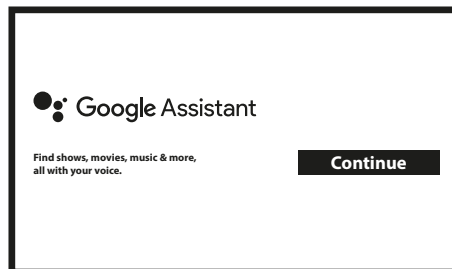 Google Assistant
Find shows, movies, music & more,
all with your voice.
Continue